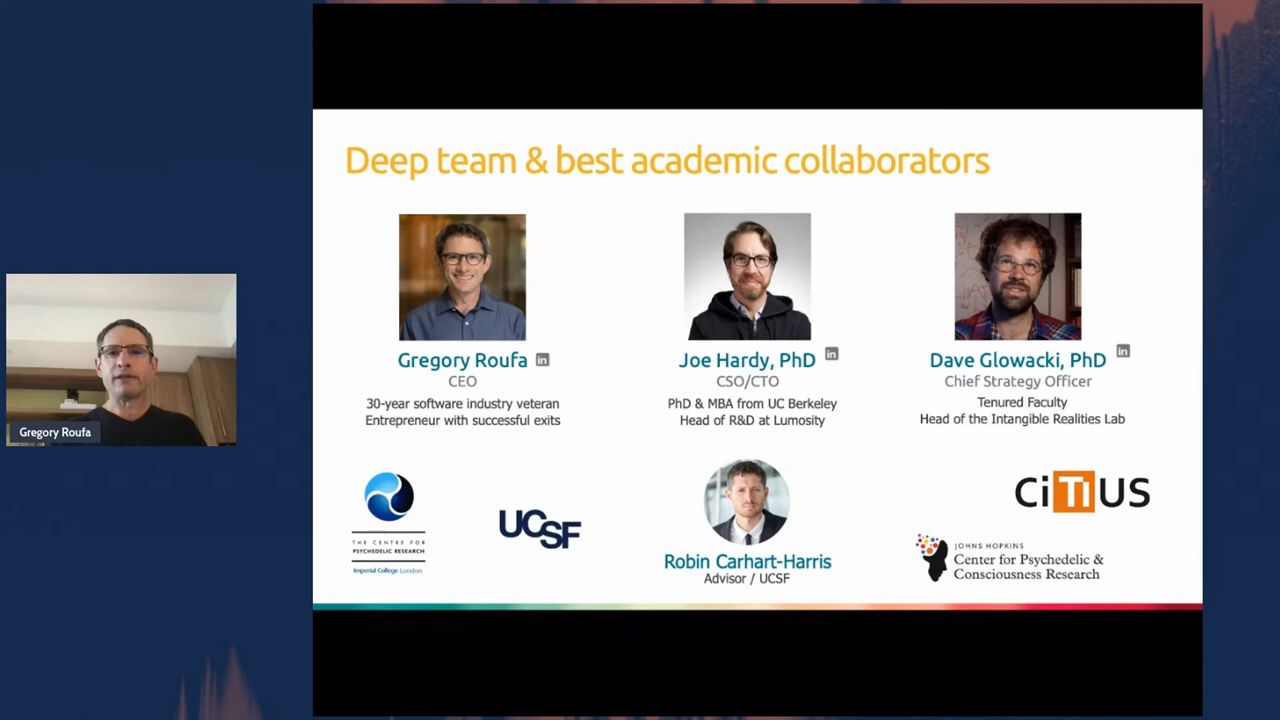 Deep team & best academic collaborators
Gregory Roufa in
CEO
30-year software industry veteran
Entrepreneur with successful exits
Joe Hardy, PhD in
CSO/CTO
PhD & MBA from UC Berkeley
Head of R&D at Lumosity
Dave Glowacki, PhD in
Chief Strategy Officer
Tenured Faculty
Head of the Intangible Realities Lab
Gregory Roufa
THE CENTRE FOR
PSYCHEDELIC RESEARCH
Imperial College London
UCSF
Robin Carhart-Harris
Advisor / UCSF
CiTIUS
JOHNS HOPKINS
Center for Psychedelic &
Consciousness Research